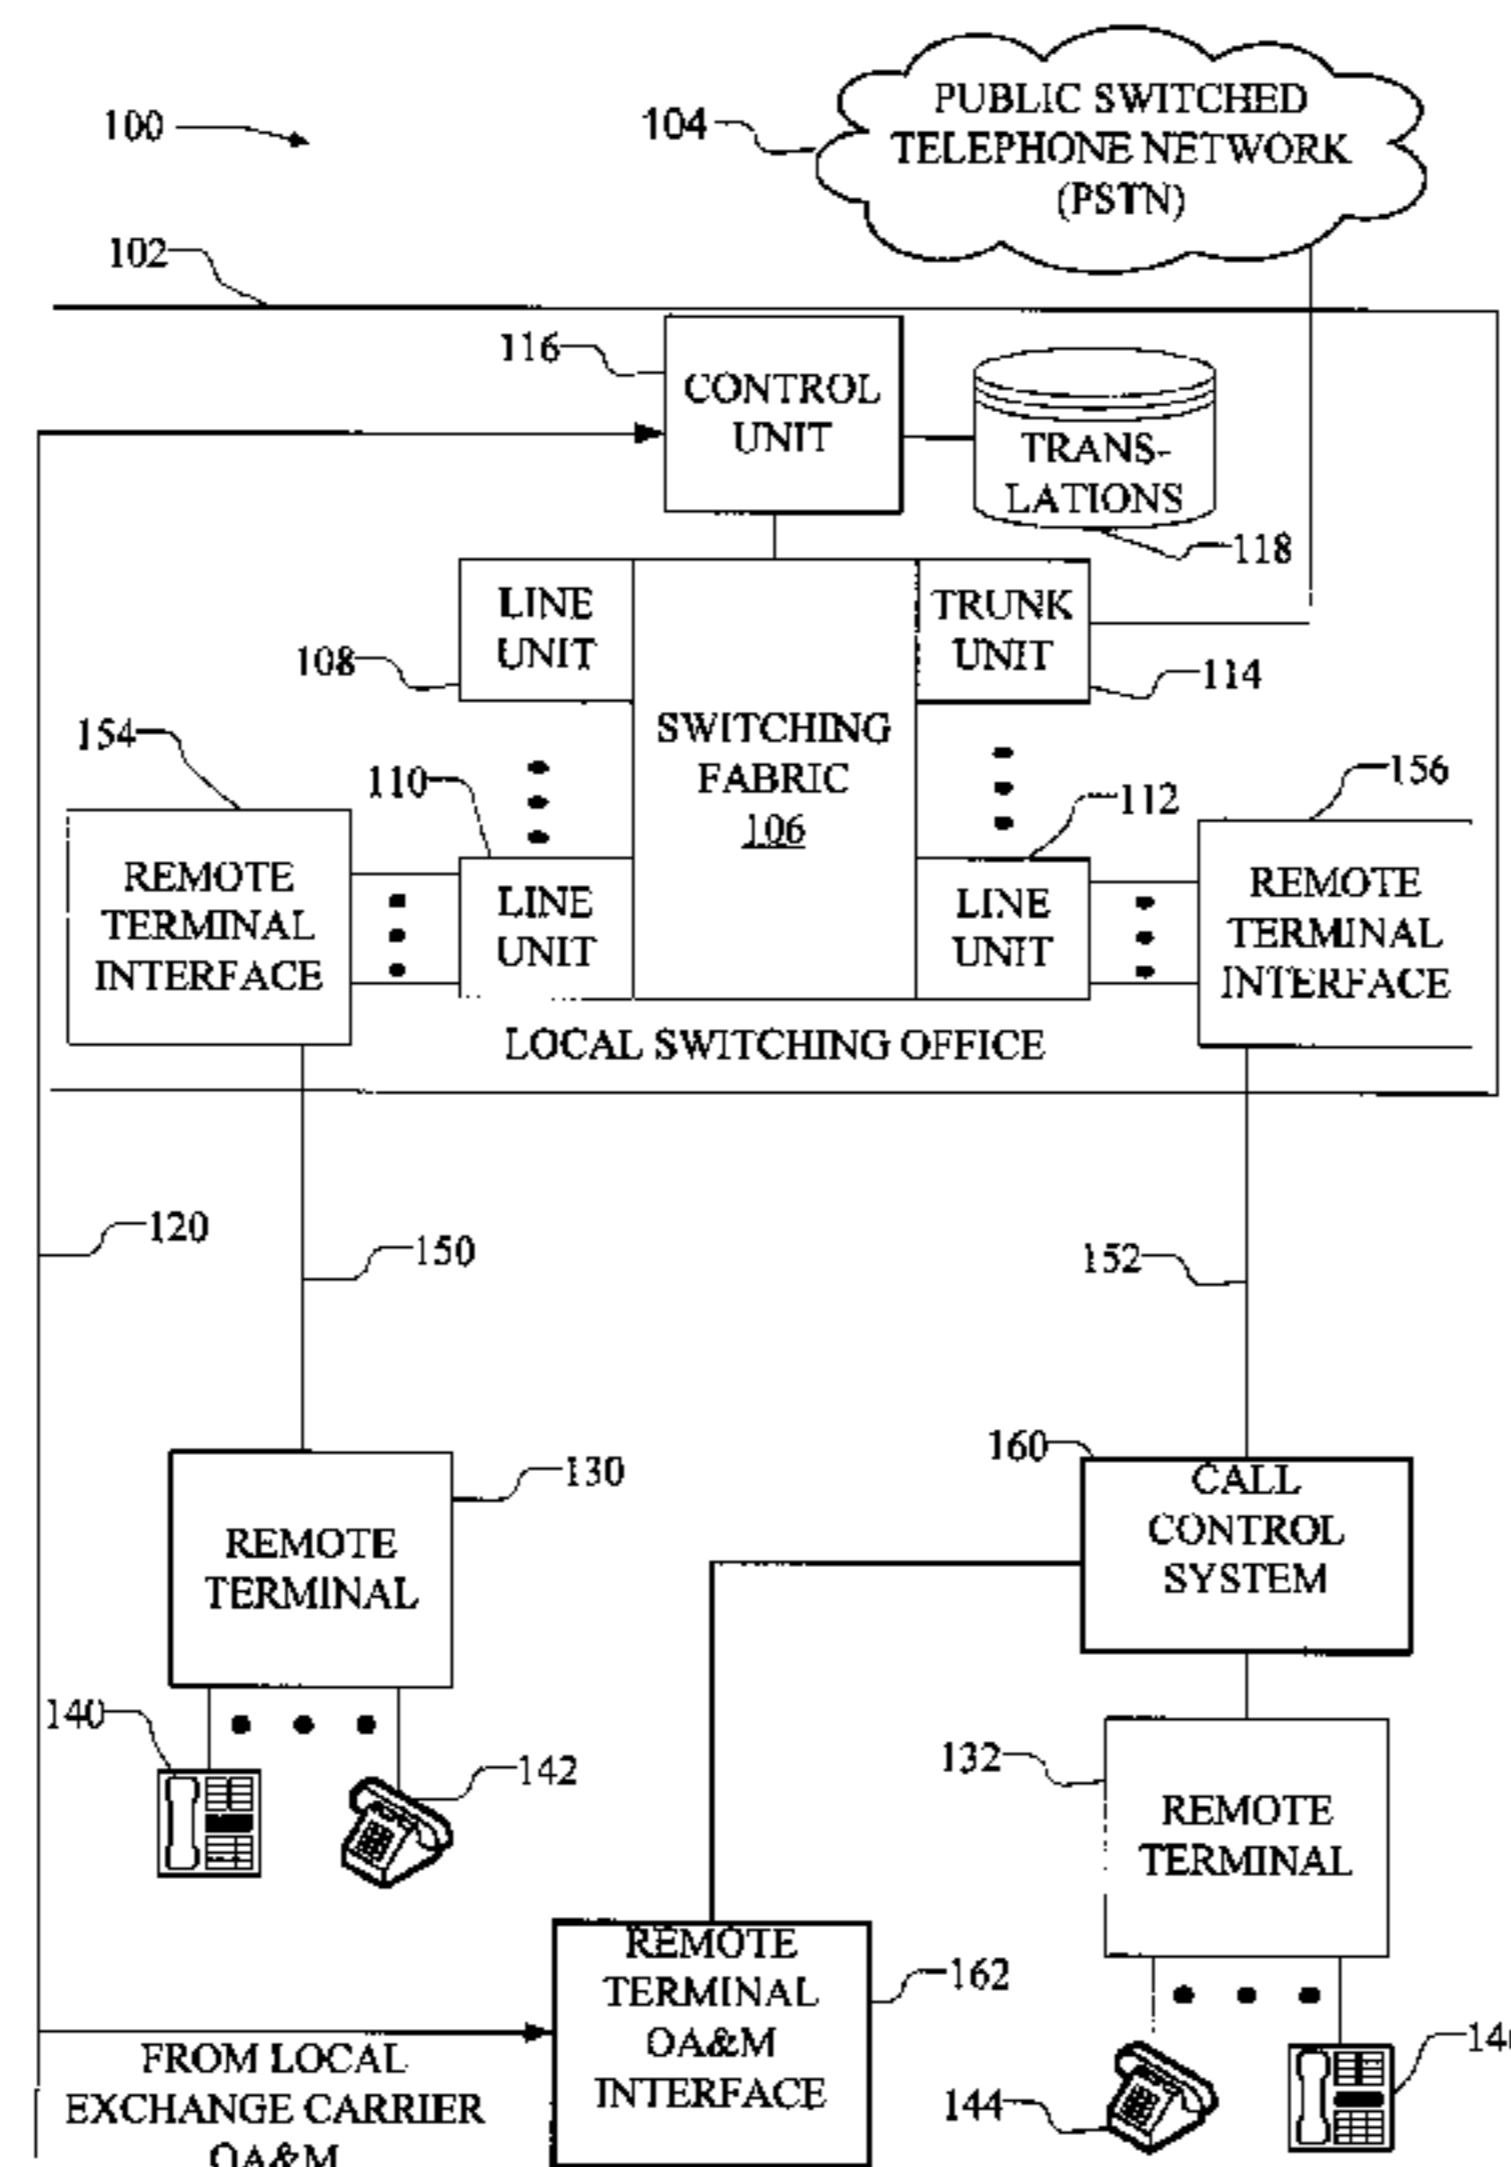 100
104
PUBLIC SWITCHED
TELEPHONE NETWORK
(PSTN)
102
116
CONTROL
UNIT
TRANS-
LATIONS
118
LINE
UNIT
TRUNK
UNIT
108
114
SWITCHING
FABRIC
106
154
110
112
156
REMOTE
TERMINAL
INTERFACE
LINE
UNIT
LINE
UNIT
REMOTE
TERMINAL
INTERFACE
LOCAL SWITCHING OFFICE
120
150
152
160
CALL
CONTROL
SYSTEM
130
REMOTE
TERMINAL
140
142
132
REMOTE
TERMINAL
REMOTE
TERMINAL
OA&M
INTERFACE
162
FROM LOCAL
EXCHANGE CARRIER
OA&M
144